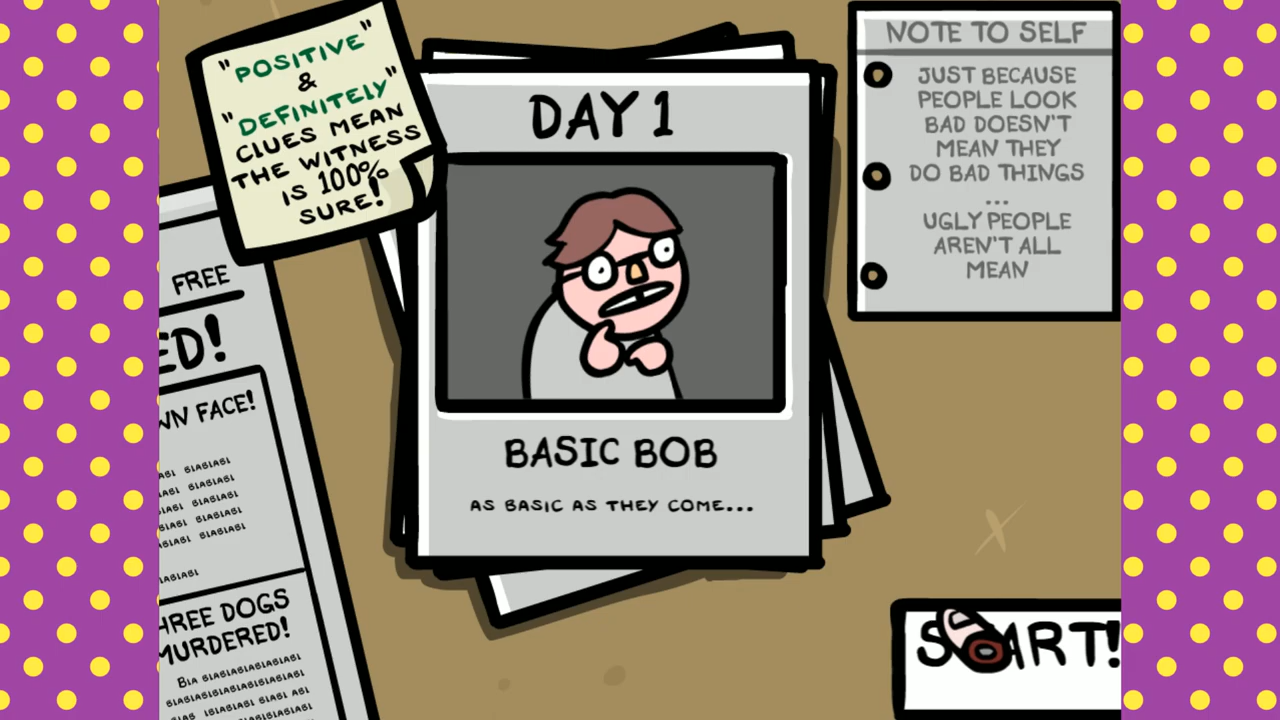 "POSITIVE"
&
"DEFINITELY"
CLUES MEAN
THE WITNESS
IS 100%
SURE!
FREE
ED!
WN FACE!
HREE DOGS
MURDERED!
BLA
DAY 1
BASIC BOB
AS BASIC AS THEY COME...
NOTE TO SELF
JUST BECAUSE
PEOPLE LOOK
BAD DOESN'T
MEAN THEY
DO BAD THINGS
...
UGLY PEOPLE
AREN'T ALL
MEAN
START!